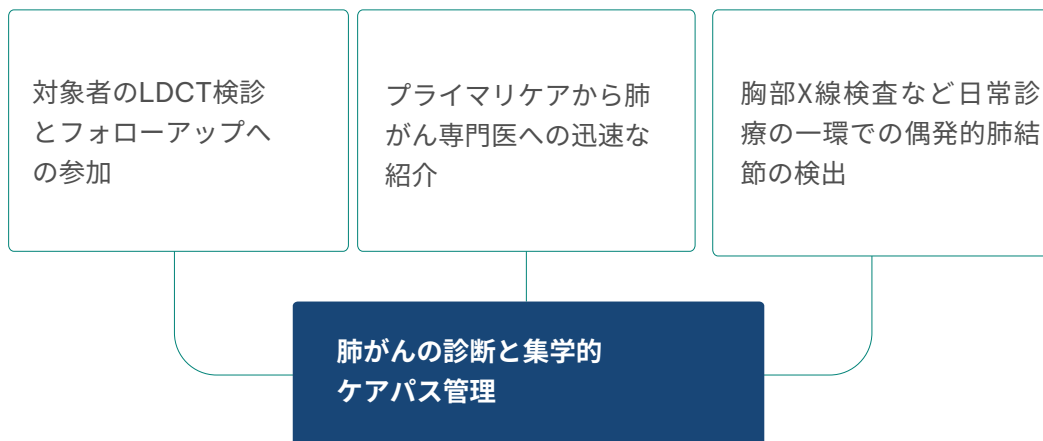 対象者のLDCT検診
とフォローアップへ
の参加
プライマリケアから肺
がん専門医への迅速な
紹介
胸部X線検査など日常診
療の一環での偶発的肺結
節の検出
肺がんの診断と集学的
ケアパス管理